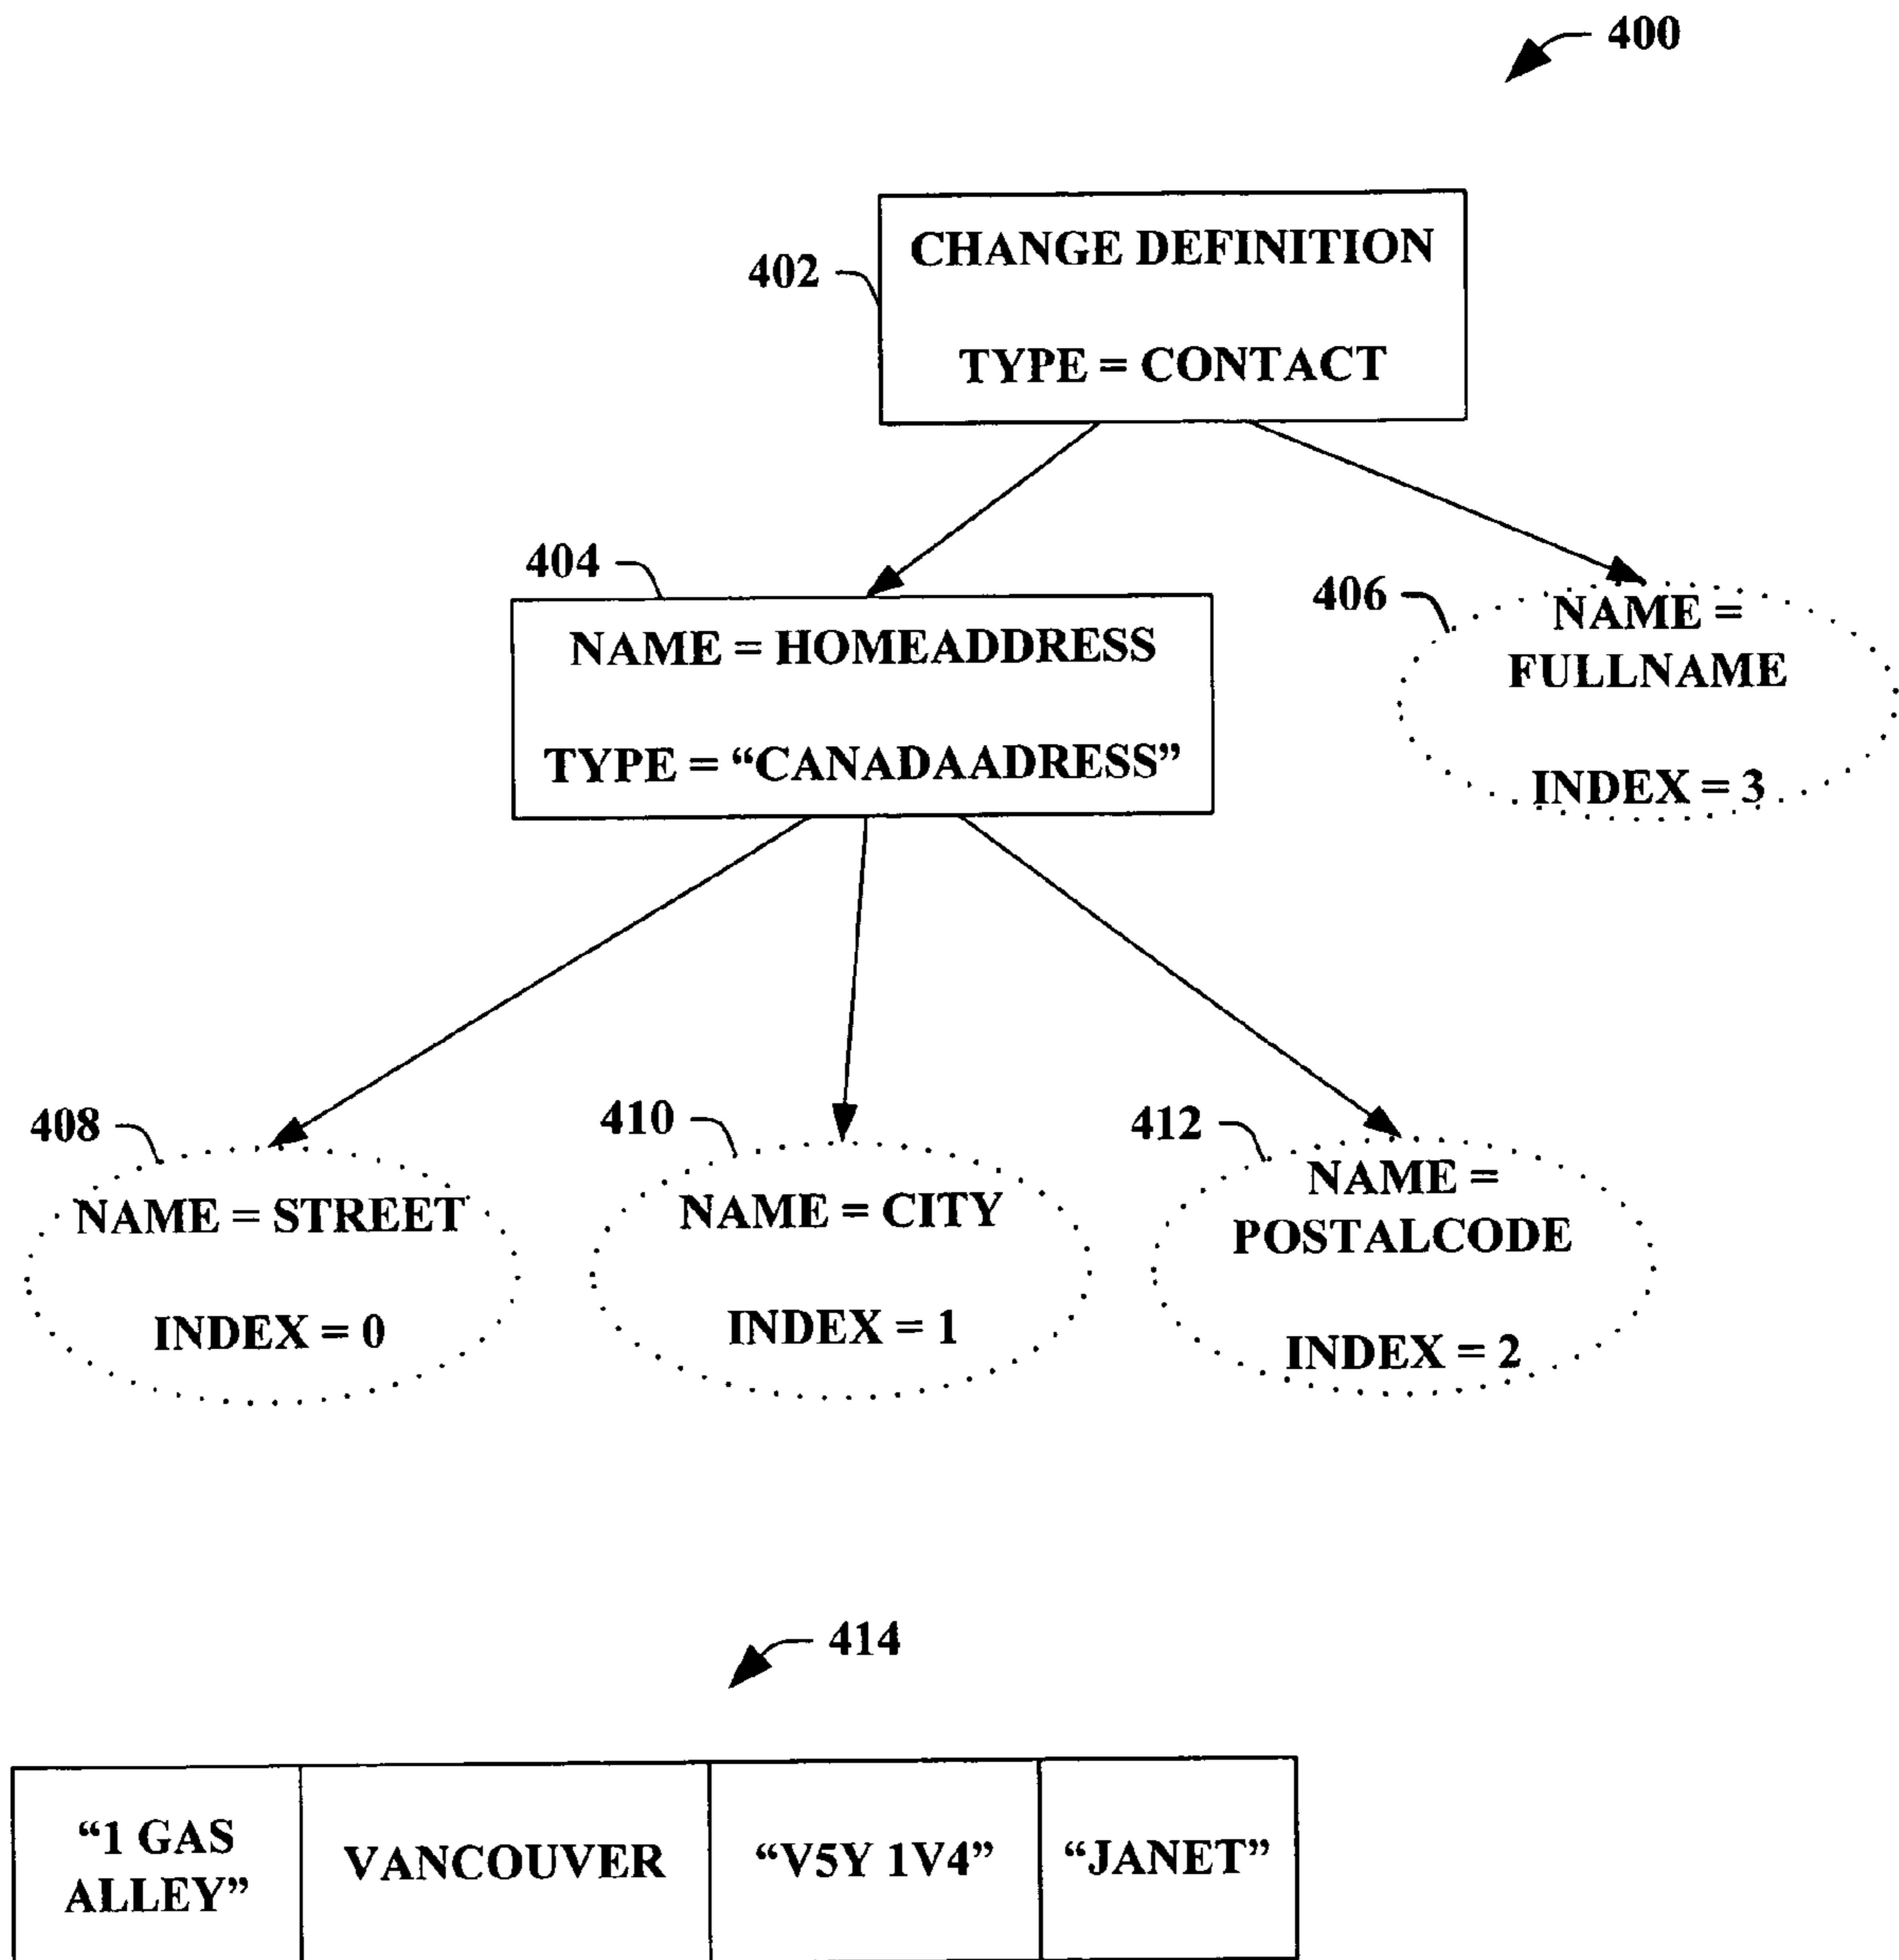 400
CHANGE DEFINITION
402
TYPE = CONTACT
404
NAME = HOMEADDRESS
TYPE = “CANADAADRESS”
406
NAME =
FULLNAME
INDEX = 3
408
NAME = STREET
INDEX = 0
410
NAME = CITY
INDEX = 1
412
NAME =
POSTALCODE
INDEX = 2
414
“1 GAS
ALLEY”
VANCOUVER
“V5Y 1V4”
“JANET”